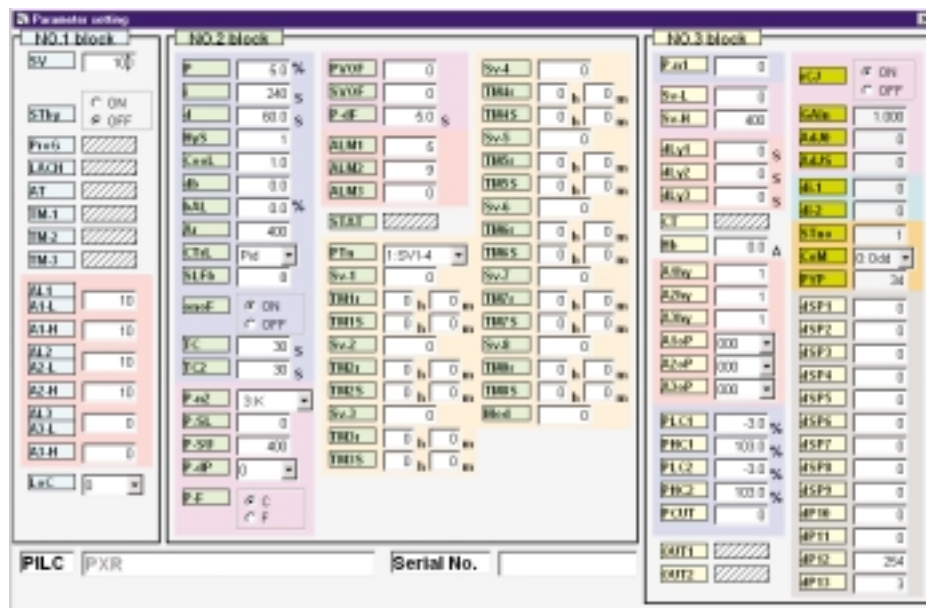 Parameter setting
NO.1 block
SV 100
STby ON
OFF
ProG
LACH
AT
TM-1
TM-2
TM-3
AL1
A1-L 10
A1-H 10
AL2
A2-L 10
A2-H 10
AL3
A3-L 0
A3-H 0
LoC 0
NO.2 block
P 5.0 %
i 240 S
d 60.0 S
HyS 1
CooL 1.0
db 0.0
bAL 0.0 %
Ar 400
CTrL Pid
SLFb 0
onoF ON
OFF
TC 30 S
TC2 30 S
P-n2 3:K
P-SL 0
P-SU 400
P-dP 0
P-F C
F
PVOF 0
SVOF 0
P-dF 5.0 S
ALM1 5
ALM2 9
ALM3 0
STAT
PTn 1:SV1-4
Sv-1 0
TM1r 0 h 0 m
TM1S 0 h 0 m
Sv-2 0
TM2r 0 h 0 m
TM2S 0 h 0 m
Sv-3 0
TM3r 0 h 0 m
TM3S 0 h 0 m
Sv-4 0
TM4r 0 h 0 m
TM4S 0 h 0 m
Sv-5 0
TM5r 0 h 0 m
TM5S 0 h 0 m
Sv-6 0
TM6r 0 h 0 m
TM6S 0 h 0 m
Sv-7 0
TM7r 0 h 0 m
TM7S 0 h 0 m
Sv-8 0
TM8r 0 h 0 m
TM8S 0 h 0 m
Mod 0
NO.3 block
P-n1 0
Sv-L 0
Sv-H 400
dLy1 0 S
dLy2 0 S
dLy3 0 S
CT
Hb 0.0 A
A1hy 1
A2hy 1
A3hy 1
A1oP 000
A2oP 000
A3oP 000
PLC1 -3.0 %
PHC1 103.0 %
PLC2 -3.0 %
PHC2 103.0 %
PCUT 0
OUT1
OUT2
ON
OFF
GAin 1.000
AdJ0 0
AdJS 0
di-1 0
di-2 0
STno 1
CoM 0: Odd
PYP 34
dSP1 0
dSP2 0
dSP3 0
dSP4 0
dSP5 0
dSP6 0
dSP7 0
dSP8 0
dSP9 0
dP10 0
dP11 0
dP12 254
dP13 3
PILC PXR
Serial No.